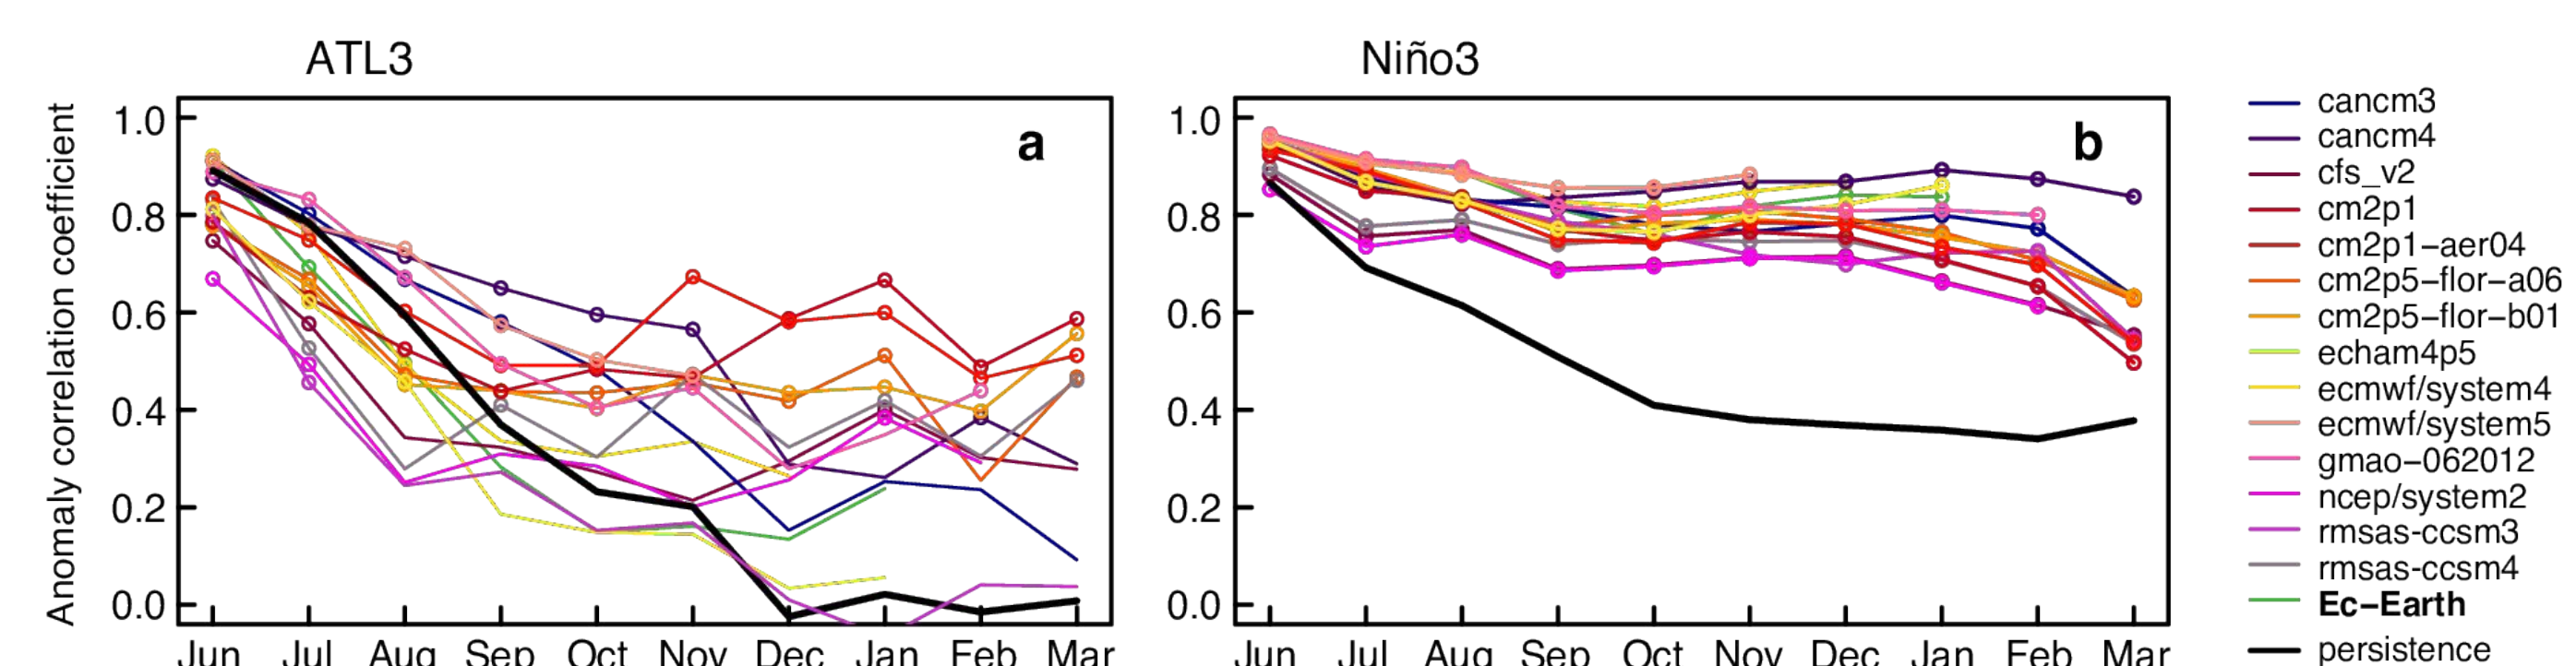 ATL3
Niño3
Anomaly correlation coefficient
1.0
0.8
0.6
0.4
0.2
0.0
a
Jun Jul Aug Sep Oct Nov Dec Jan Feb Mar
1.0
0.8
0.6
0.4
0.2
0.0
b
Jun Jul Aug Sep Oct Nov Dec Jan Feb Mar
cancm3
cancm4
cfs_v2
cm2p1
cm2p1−aer04
cm2p5−flor−a06
cm2p5−flor−b01
echam4p5
ecmwf/system4
ecmwf/system5
gmao−062012
ncep/system2
rmsas-ccsm3
rmsas-ccsm4
Ec−Earth
persistence